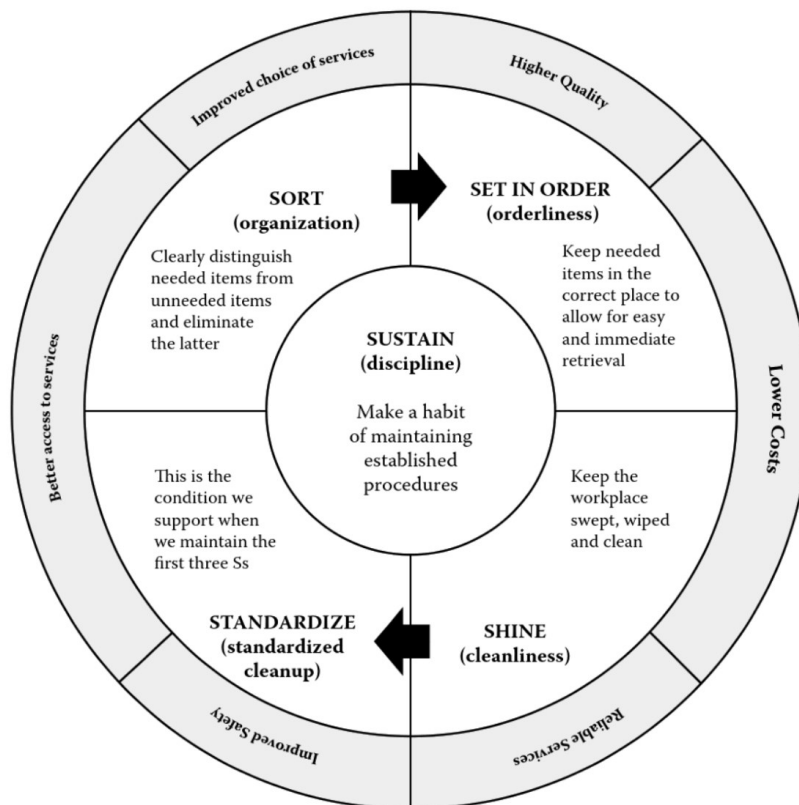 Improved choice of services
Higher Quality
Lower Costs
Reliable Services
Improved Safety
Better access to services
SORT
(organization)
Clearly distinguish
needed items from
unneeded items
and eliminate
the latter
SET IN ORDER
(orderliness)
Keep needed
items in the
correct place to
allow for easy
and immediate
retrieval
SUSTAIN
(discipline)
Make a habit
of maintaining
established
procedures
Keep the
workplace
swept, wiped
and clean
SHINE
(cleanliness)
This is the
condition we
support when
we maintain the
first three Ss
STANDARDIZE
(standardized
cleanup)